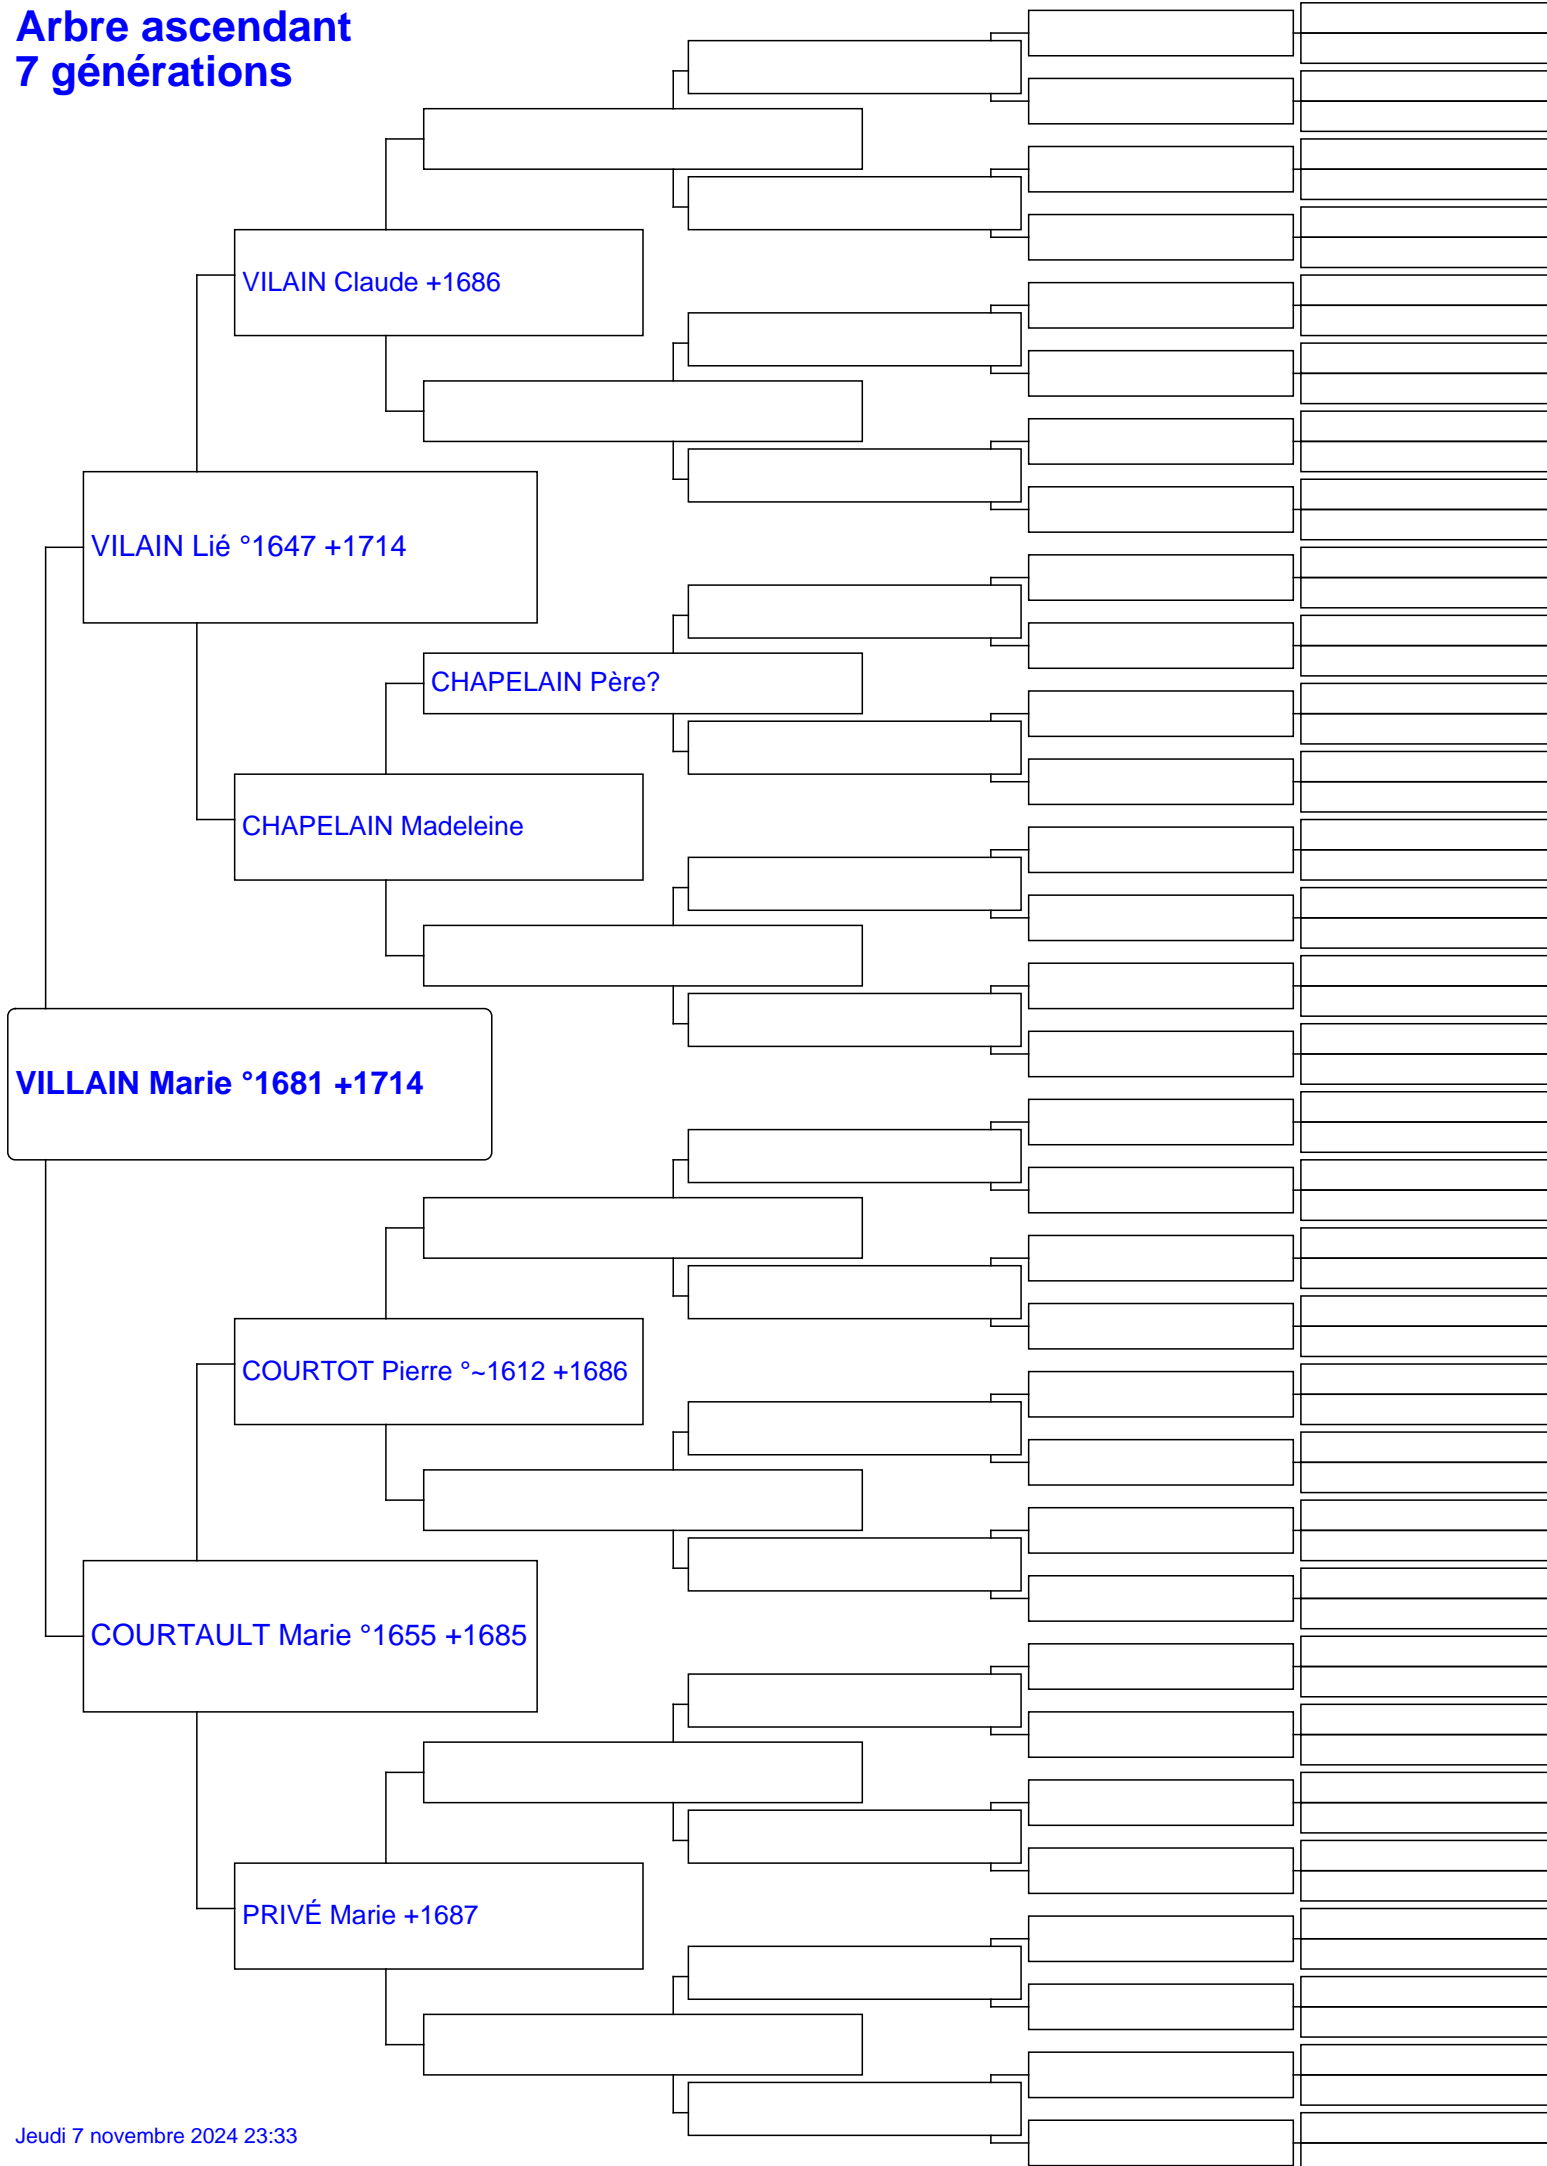 Arbre ascendant
7 générations
VILAIN Claude +1686
VILAIN Lié °1647 +1714
CHAPELAIN Père?
CHAPELAIN Madeleine
VILLAIN Marie °1681 +1714
COURTOT Pierre °~1612 +1686
COURTAULT Marie °1655 +1685
PRIVÉ Marie +1687
Jeudi 7 novembre 2024 23:33